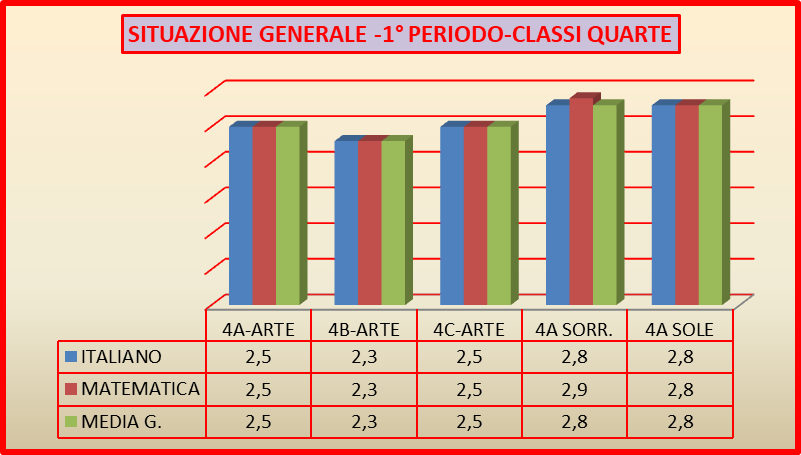 SITUAZIONE GENERALE -1° PERIODO-CLASSI QUARTE
4A-ARTE 4B-ARTE 4C-ARTE 4A SORR. 4A SOLE
ITALIANO 2,5 2,3 2,5 2,8 2,8
MATEMATICA 2,5 2,3 2,5 2,9 2,8
MEDIA G. 2,5 2,3 2,5 2,8 2,8